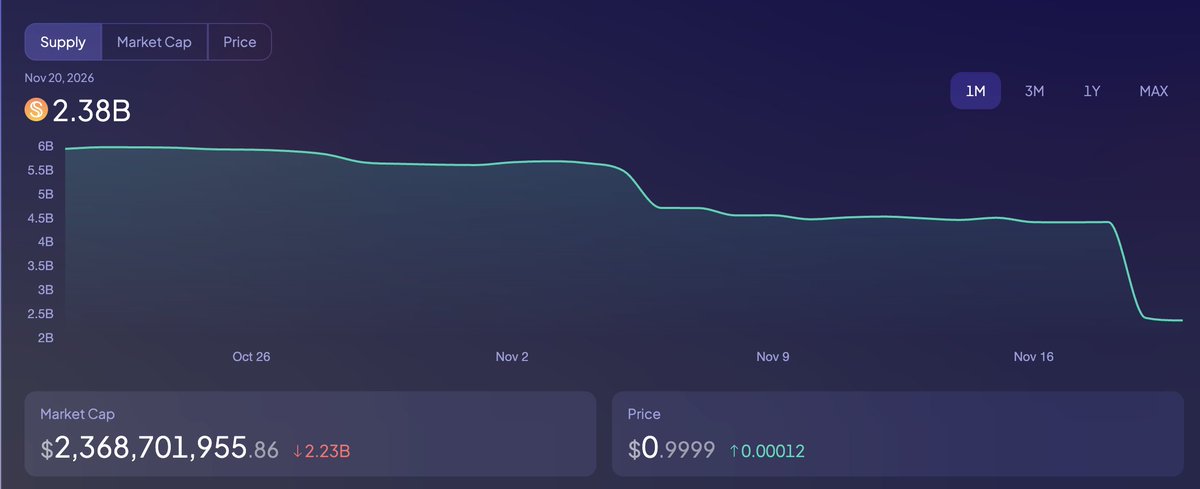 Supply Market Cap Price
Nov 20, 2026
2.38B
1M 3M 1Y MAX
6B
5.5B
5B
4.5B
4B
3.5B
3B
2.5B
2B
Oct 26 Nov 2 Nov 9 Nov 16
Market Cap
$2,368,701,955.86 ↓2.23B
Price
$0.9999 ↑0.00012